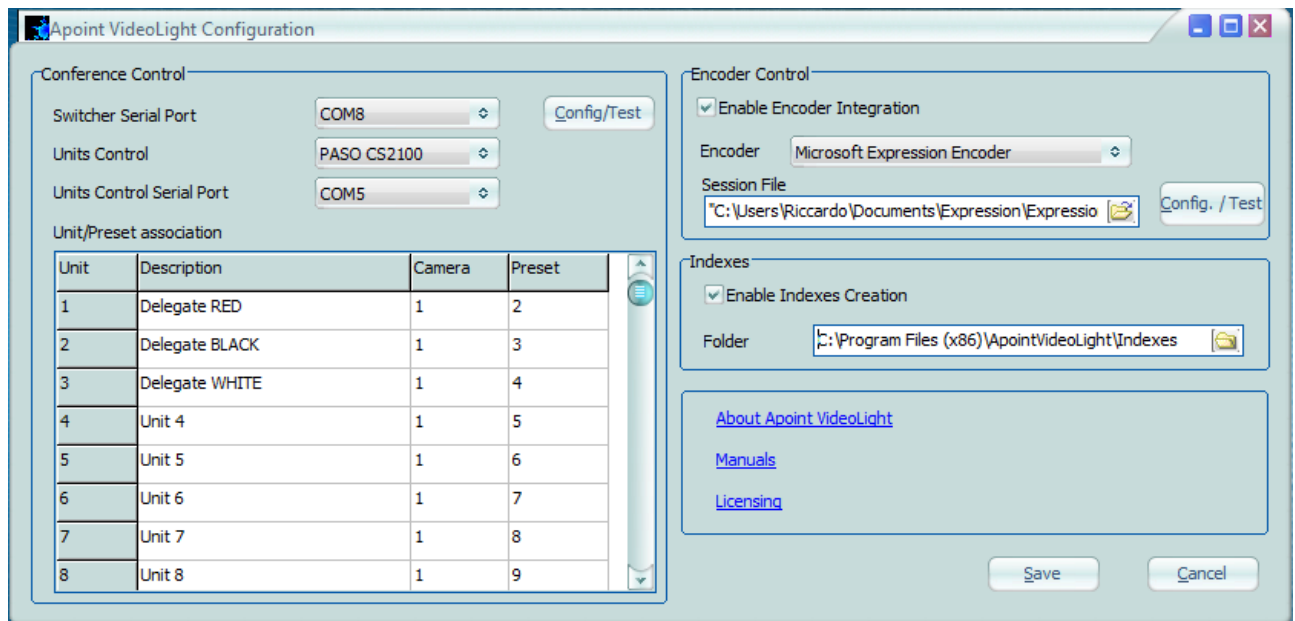 Apoint VideoLight Configuration
Conference Control
Switcher Serial Port COM8 Config/Test
Units Control PASO CS2100
Units Control Serial Port COM5
Unit/Preset association
Unit Description Camera Preset
1 Delegate RED 1 2
2 Delegate BLACK 1 3
3 Delegate WHITE 1 4
4 Unit 4 1 5
5 Unit 5 1 6
6 Unit 6 1 7
7 Unit 7 1 8
8 Unit 8 1 9
Encoder Control
Enable Encoder Integration
Encoder Microsoft Expression Encoder
Session File
"C:\Users\Riccardo\Documents\Expression\Expressio Config. / Test
Indexes
Enable Indexes Creation
Folder C:\Program Files (x86)\ApointVideoLight\Indexes
About Apoint VideoLight
Manuals
Licensing
Save Cancel